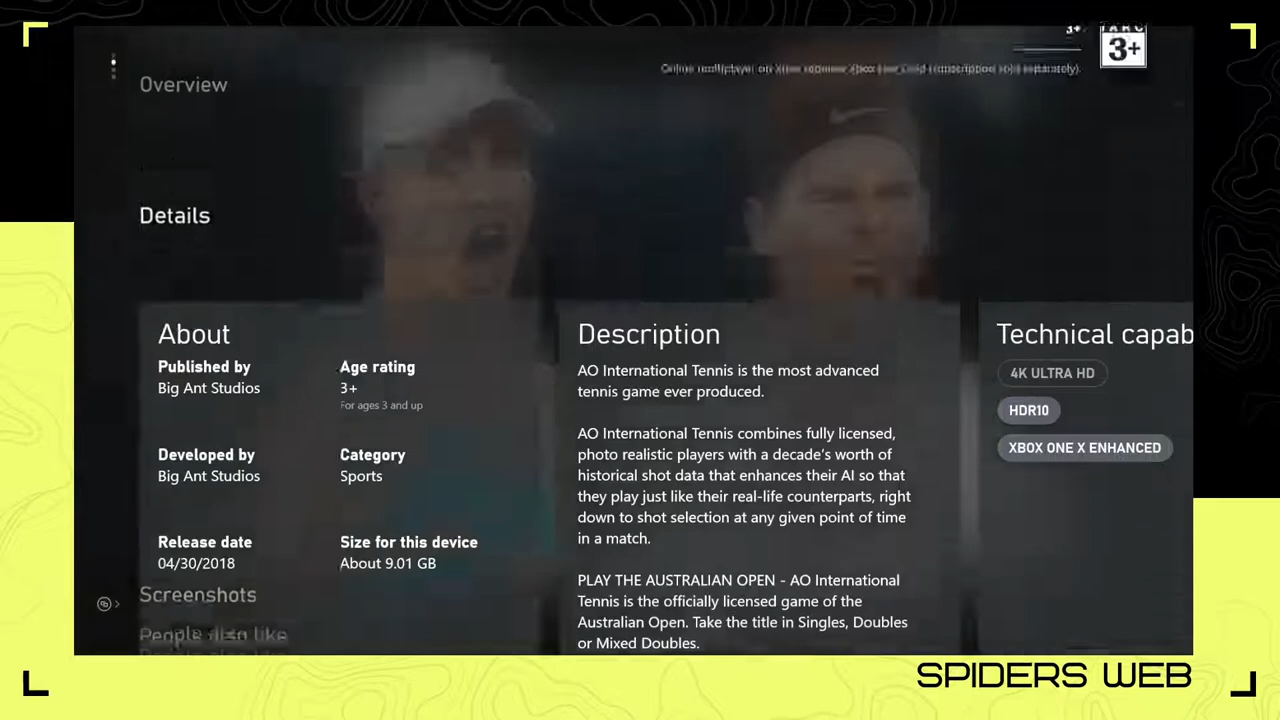 3+
IARC
3+
Overview
Details
About
Published by
Big Ant Studios
Age rating
3+
For ages 3 and up
Developed by
Big Ant Studios
Category
Sports
Release date
04/30/2018
Size for this device
About 9.01 GB
Description
AO International Tennis is the most advanced
tennis game ever produced.
AO International Tennis combines fully licensed,
photo realistic players with a decade's worth of
historical shot data that enhances their AI so that
they play just like their real-life counterparts, right
down to shot selection at any given point of time
in a match.
PLAY THE AUSTRALIAN OPEN - AO International
Tennis is the officially licensed game of the
Australian Open. Take the title in Singles, Doubles
or Mixed Doubles.
Technical capab
4K ULTRA HD
HDR10
XBOX ONE X ENHANCED
Screenshots
People also like
SPIDERS WEB